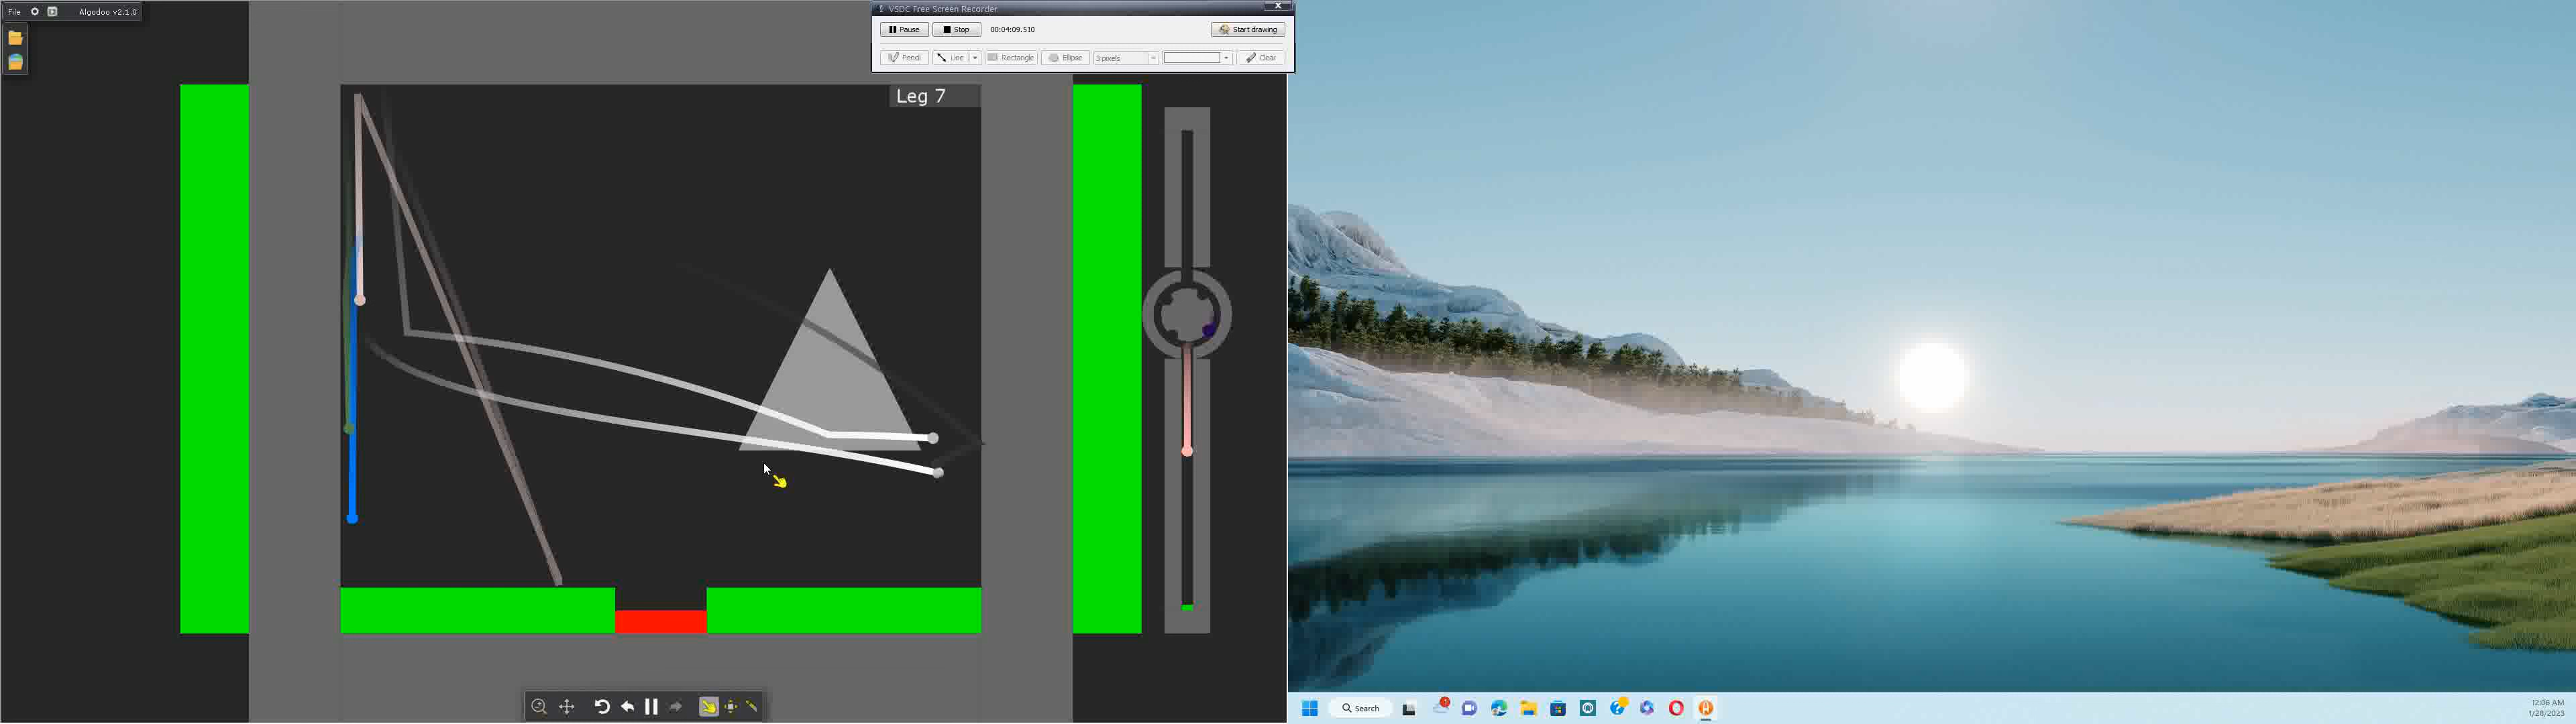 File Algodoo v2.1.0
VSDC Free Screen Recorder
Pause Stop 00:04:09.510 Start drawing
Pencil Line Rectangle Ellipse 3 pixels Clear
Leg 7
Search
1
12:06 AM
1/28/2023